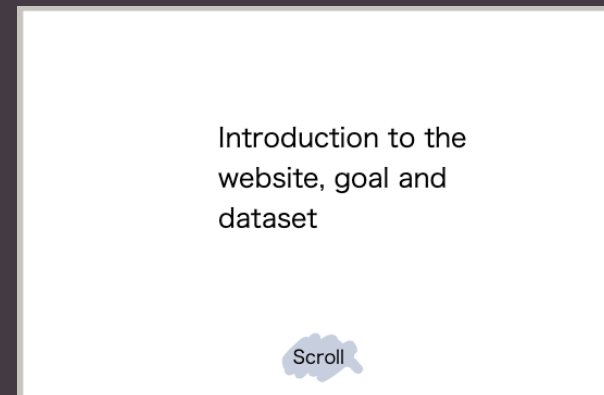 Introduction to the
website, goal and
dataset
Scroll